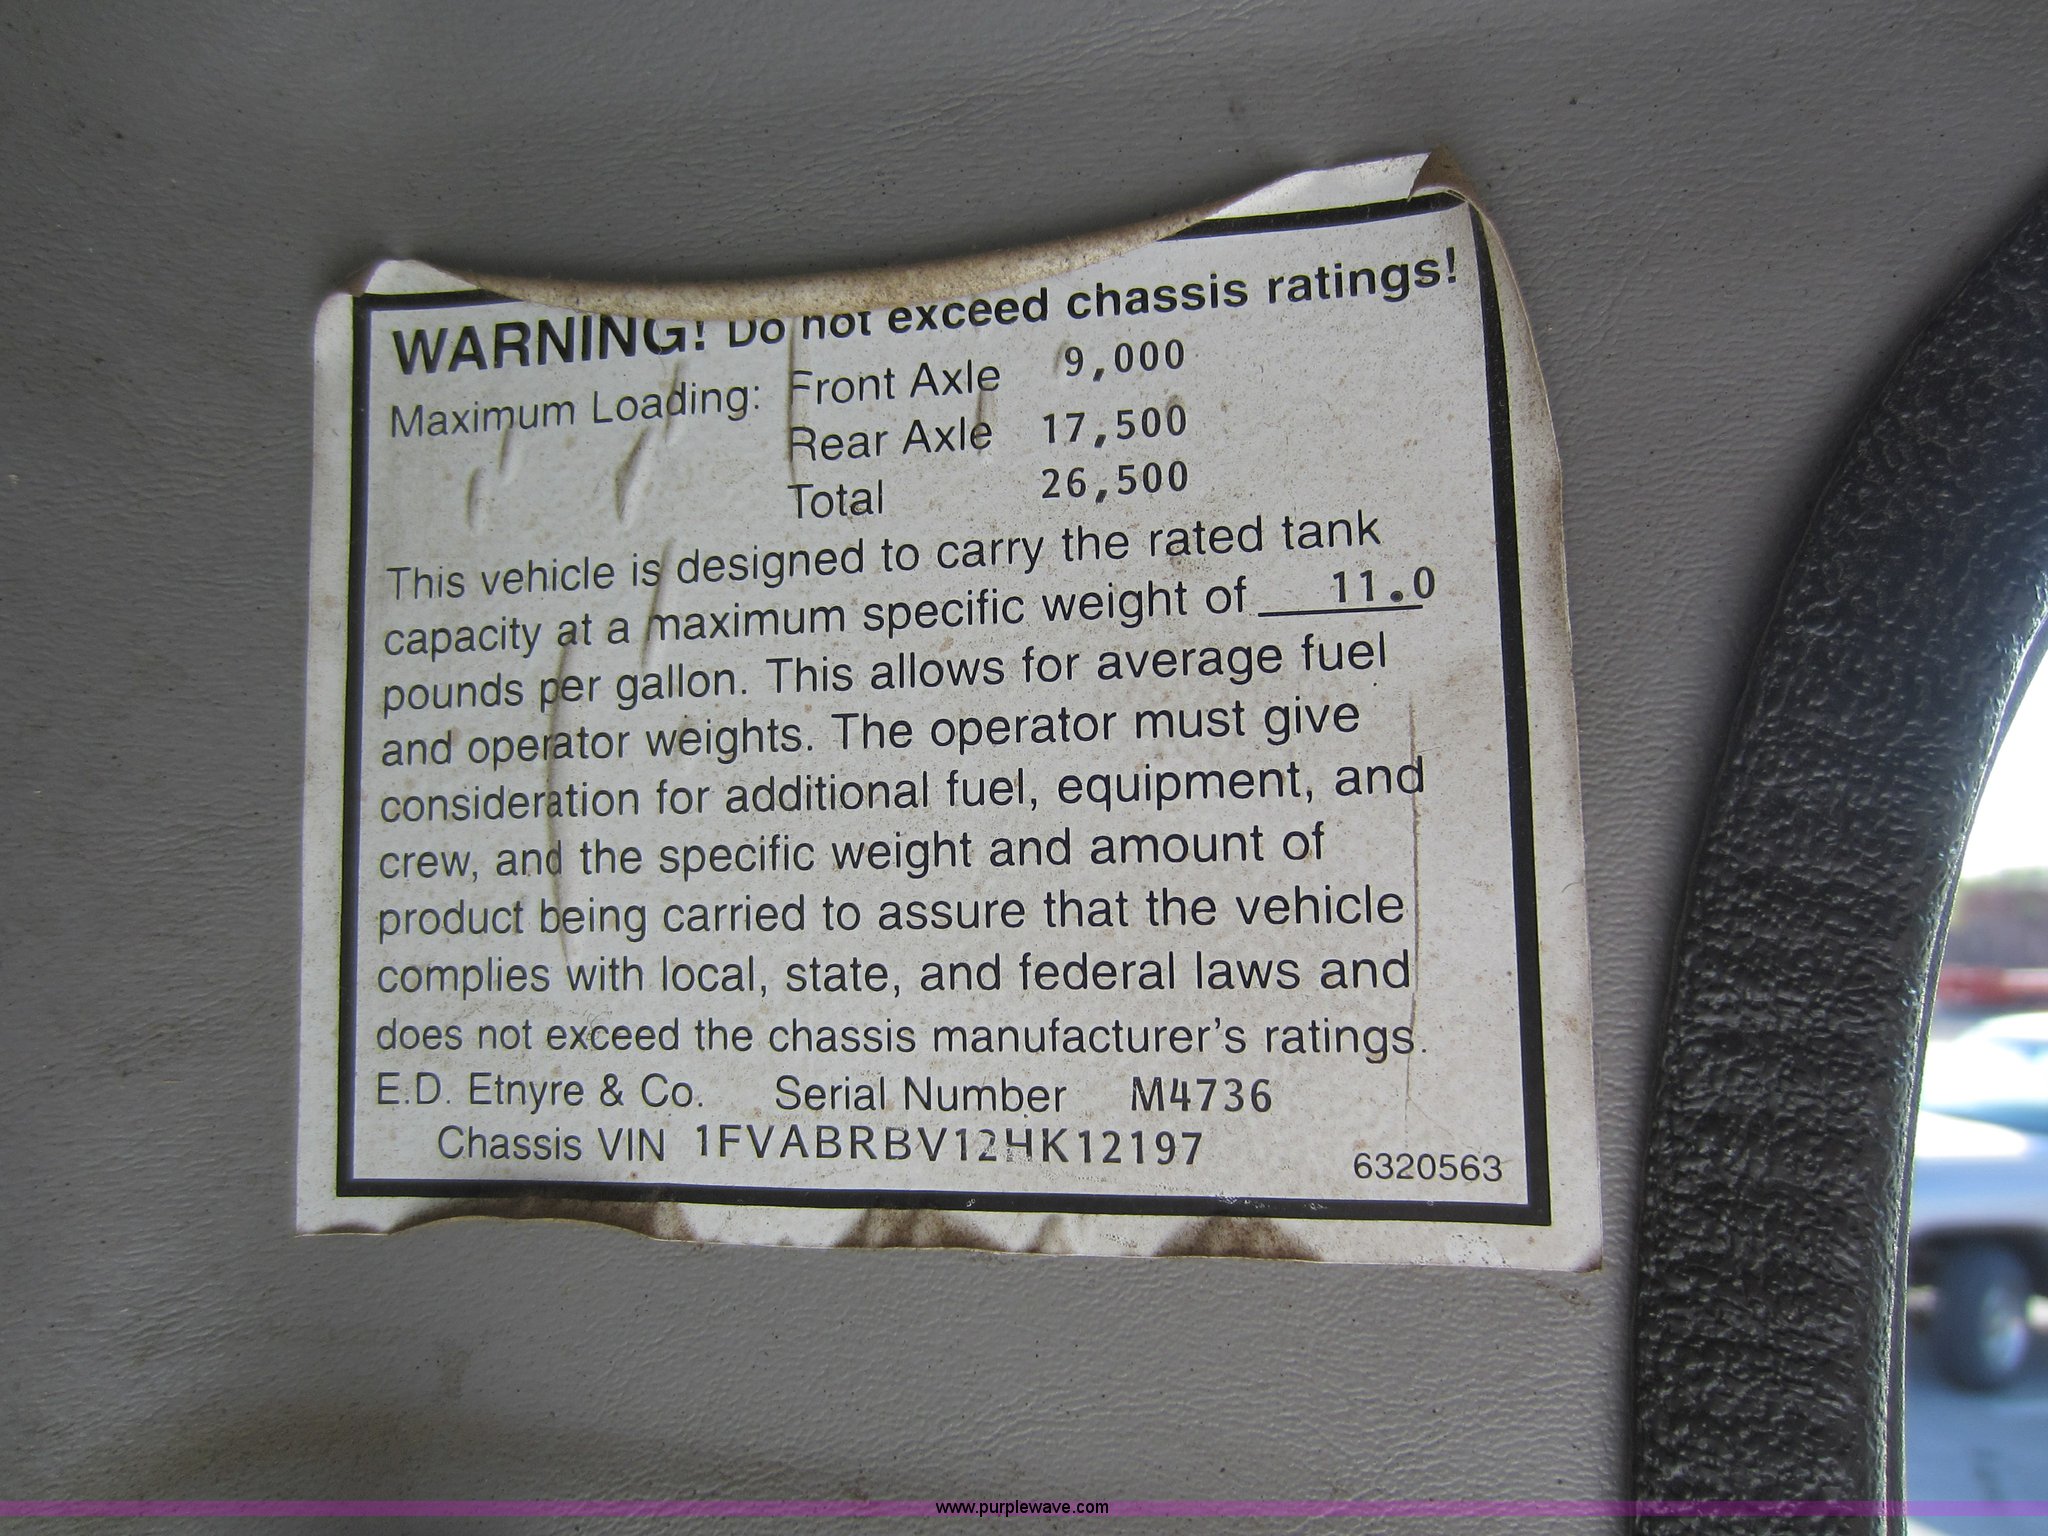 WARNING! Do not exceed chassis ratings!
Maximum Loading: Front Axle 9,000
Rear Axle 17,500
Total 26,500
This vehicle is designed to carry the rated tank
capacity at a maximum specific weight of 11.0
pounds per gallon. This allows for average fuel
and operator weights. The operator must give
consideration for additional fuel, equipment, and
crew, and the specific weight and amount of
product being carried to assure that the vehicle
complies with local, state, and federal laws and
does not exceed the chassis manufacturer's ratings.
E.D. Etnyre & Co. Serial Number M4736
Chassis VIN 1FVABRBV12HK12197
6320563
www.purplewave.com